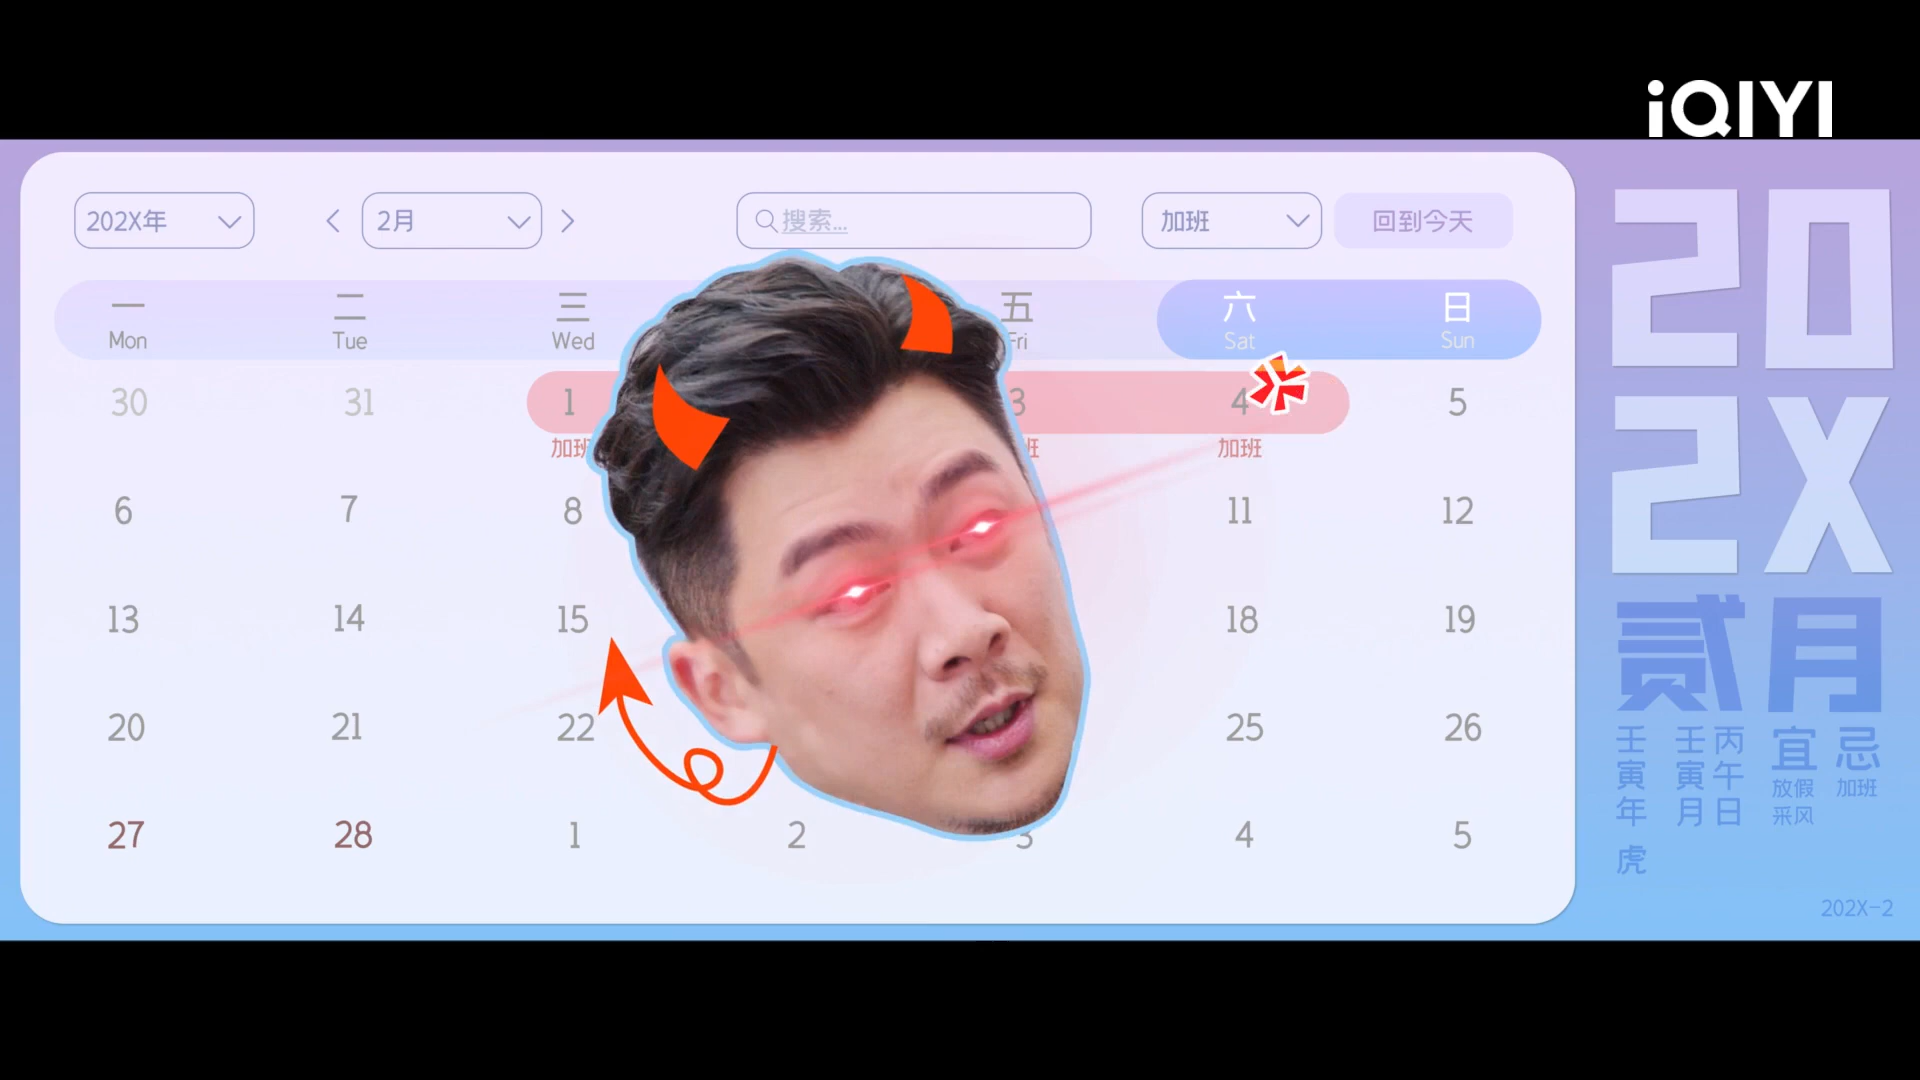 iQIYI
202X年 2月 搜索... 加班 回到今天
一 二 三 五 六 日
Mon Tue Wed Fri Sat Sun
30 31 1 3 4 5
加班 班 加班
6 7 8 11 12
13 14 15 18 19
20 21 22 25 26
27 28 1 2 3 4 5
20
2X
贰月
壬寅年 虎
壬寅月
丙午日
宜
放假
采风
忌
加班
202X-2